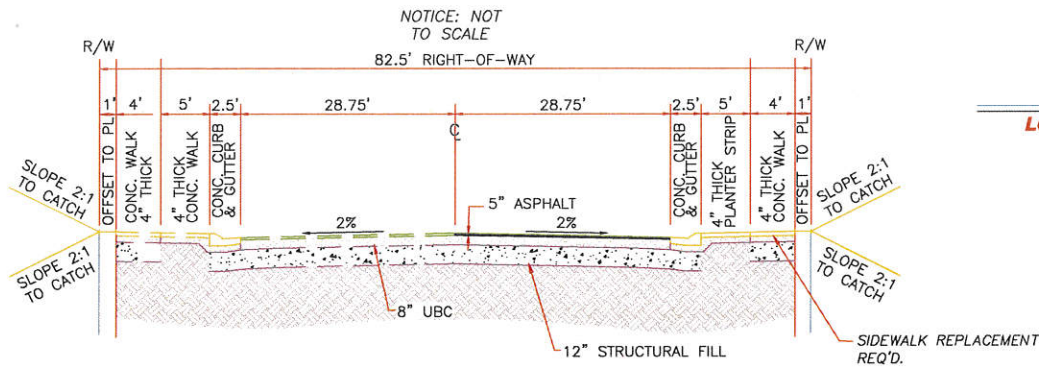 NOTICE: NOT
TO SCALE
R/W
R/W
82.5' RIGHT-OF-WAY
1'
4'
5'
2.5'
28.75'
28.75'
2.5'
5'
4'
1'
OFFSET TO PL
CONC. WALK
4" THICK
4" THICK
CONC. WALK
CONC. CURB
& GUTTER
℄
CONC. CURB
& GUTTER
4" THICK
PLANTER STRIP
4" THICK
CONC. WALK
OFFSET TO PL
SLOPE 2:1
TO CATCH
SLOPE 2:1
TO CATCH
5" ASPHALT
2%
2%
SLOPE 2:1
TO CATCH
SLOPE 2:1
TO CATCH
8" UBC
12" STRUCTURAL FILL
SIDEWALK REPLACEMENT
REQ'D.